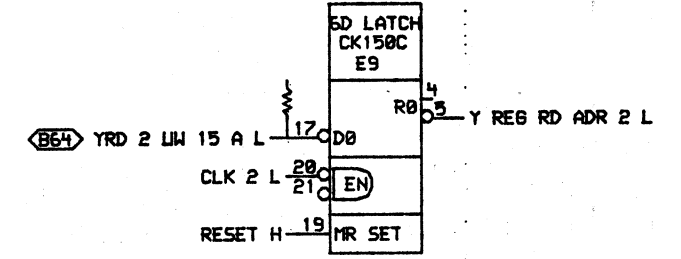 6D LATCH
CK150C
E9
R0 4
5 Y REG RD ADR 2 L
B64 YRD 2 UW 15 A L 17 D0
CLK 2 L 20
21 EN
RESET H 19 MR SET